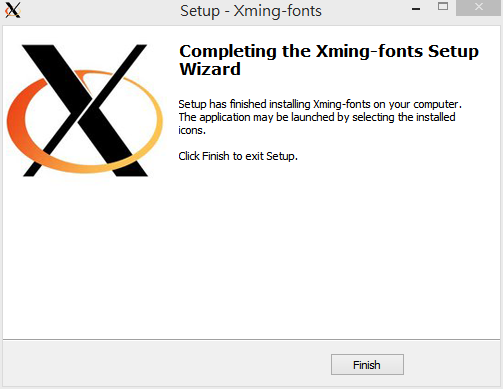 Setup - Xming-fonts
Completing the Xming-fonts Setup
Wizard
Setup has finished installing Xming-fonts on your computer.
The application may be launched by selecting the installed
icons.
Click Finish to exit Setup.
Finish